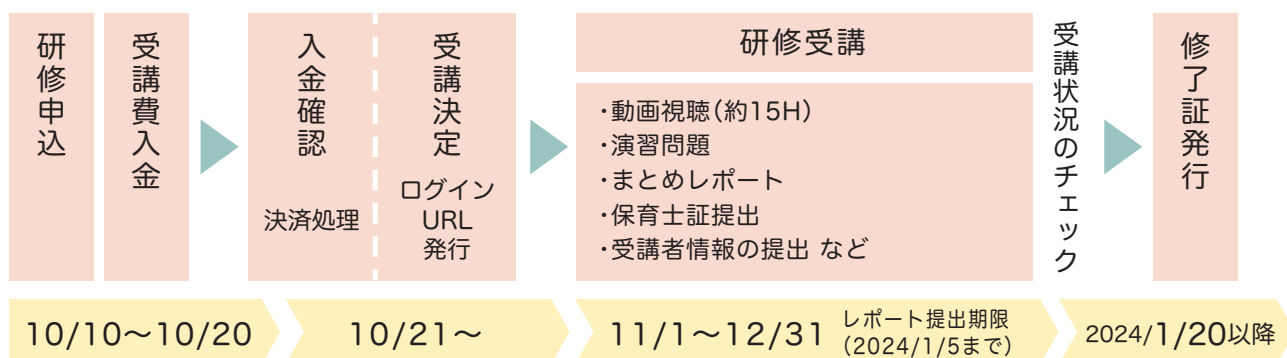 研修申込
受講費入金
入金確認
決済処理
受講決定
ログイン
URL
発行
研修受講
・動画視聴（約15H）
・演習問題
・まとめレポート
・保育士証提出
・受講者情報の提出 など
受講状況のチェック
修了証発行
10/10～10/20
10/21～
11/1～12/31
レポート提出期限
（2024/1/5まで）
2024/1/20以降